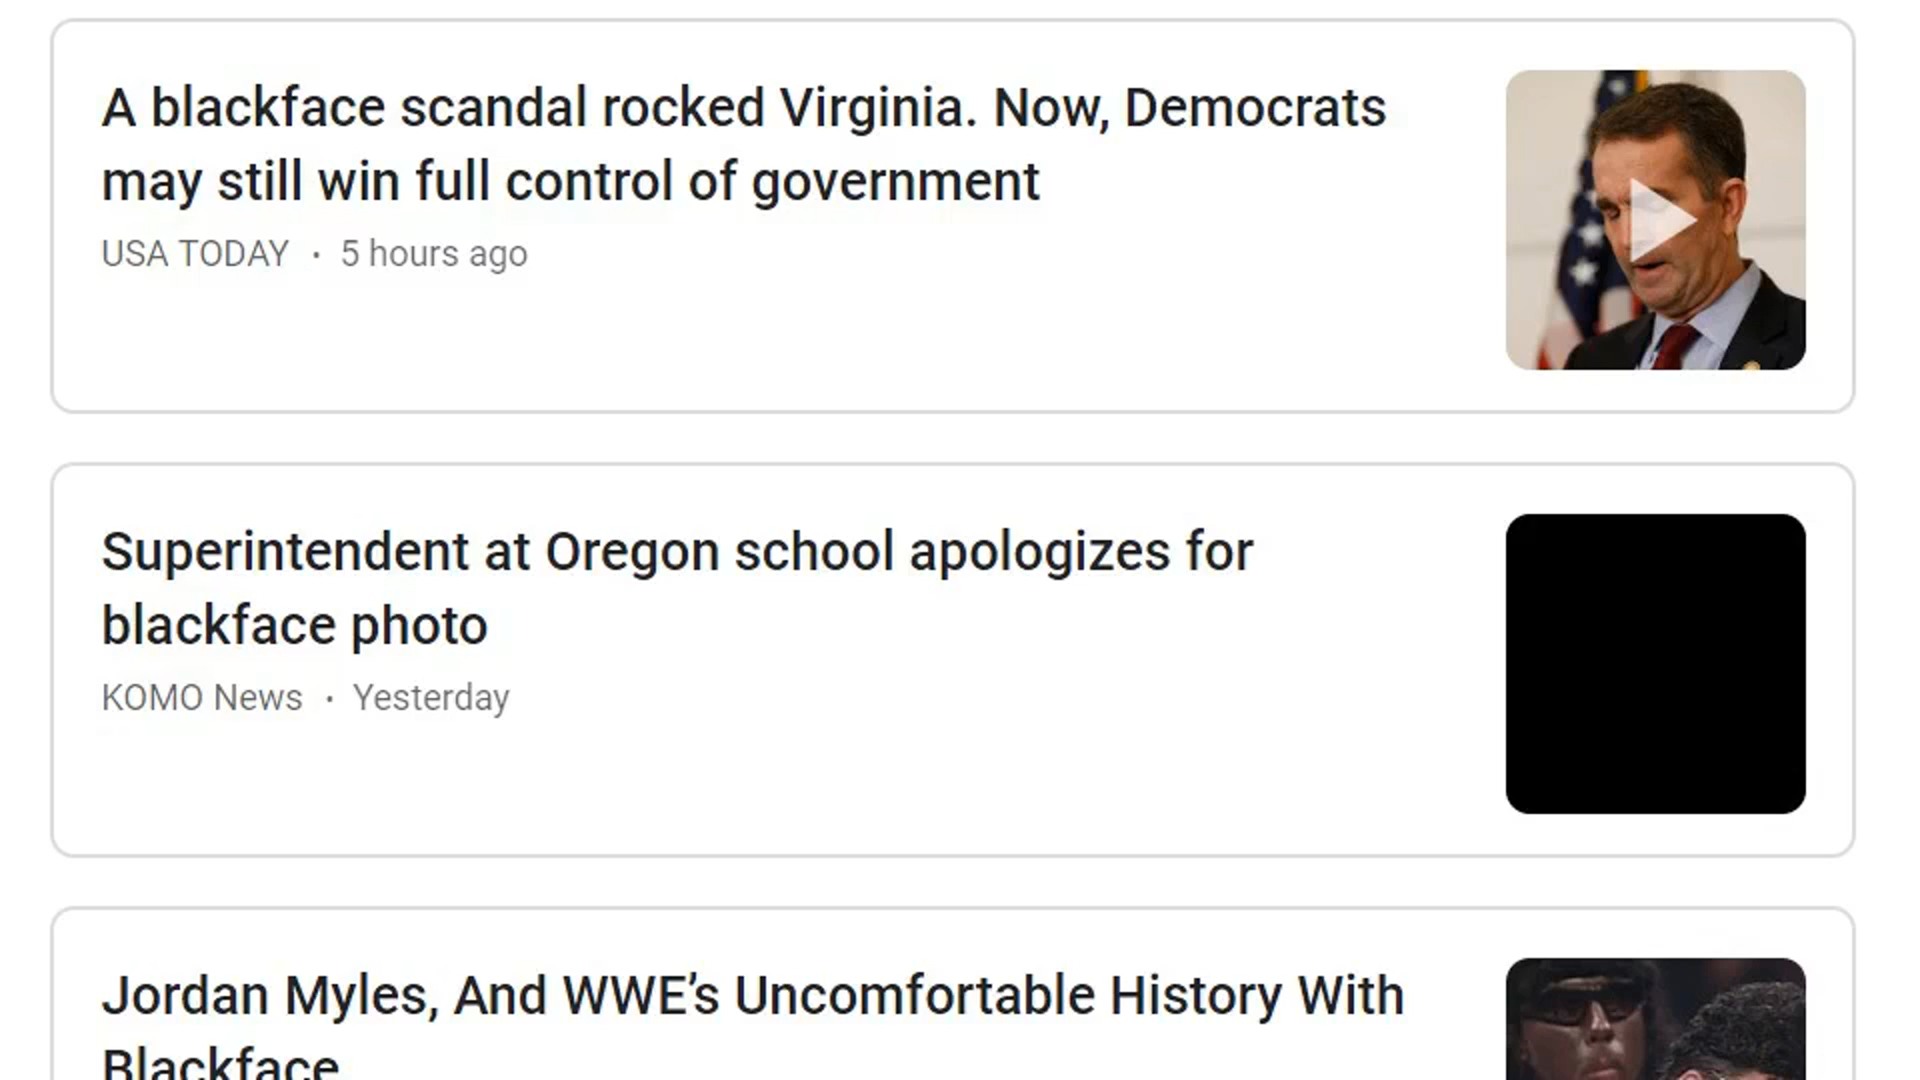 A blackface scandal rocked Virginia. Now, Democrats
may still win full control of government
USA TODAY · 5 hours ago
Superintendent at Oregon school apologizes for
blackface photo
KOMO News · Yesterday
Jordan Myles, And WWE’s Uncomfortable History With
Blackface